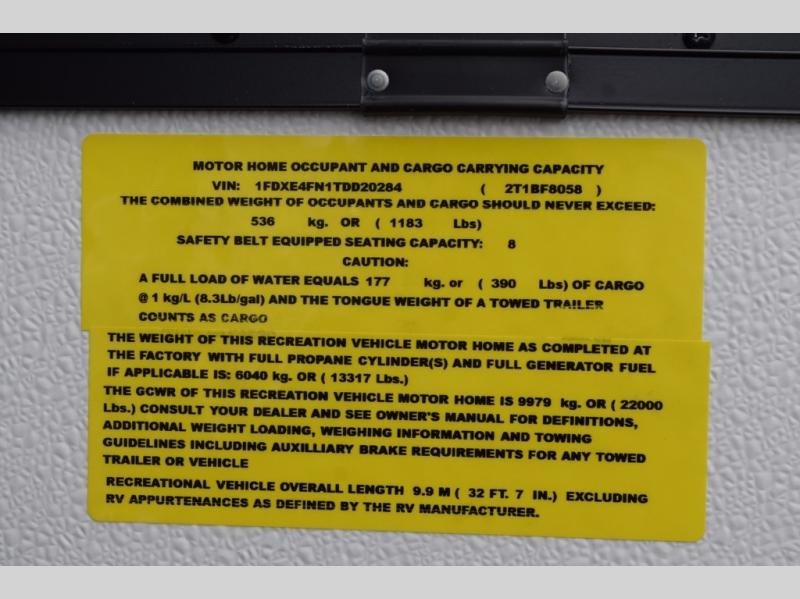 MOTOR HOME OCCUPANT AND CARGO CARRYING CAPACITY
VIN: 1FDXE4FN1TDD20284 ( 2T1BF8058 )
THE COMBINED WEIGHT OF OCCUPANTS AND CARGO SHOULD NEVER EXCEED:
536 kg. OR ( 1183 Lbs)
SAFETY BELT EQUIPPED SEATING CAPACITY: 8
CAUTION:
A FULL LOAD OF WATER EQUALS 177 kg. or ( 390 Lbs) OF CARGO
@ 1 kg/L (8.3Lb/gal) AND THE TONGUE WEIGHT OF A TOWED TRAILER
COUNTS AS CARGO
THE WEIGHT OF THIS RECREATION VEHICLE MOTOR HOME AS COMPLETED AT
THE FACTORY WITH FULL PROPANE CYLINDER(S) AND FULL GENERATOR FUEL
IF APPLICABLE IS: 6040 kg. OR ( 13317 Lbs.)
THE GCWR OF THIS RECREATION VEHICLE MOTOR HOME IS 9979 kg. OR ( 22000
Lbs.) CONSULT YOUR DEALER AND SEE OWNER'S MANUAL FOR DEFINITIONS,
ADDITIONAL WEIGHT LOADING, WEIGHING INFORMATION AND TOWING
GUIDELINES INCLUDING AUXILLIARY BRAKE REQUIREMENTS FOR ANY TOWED
TRAILER OR VEHICLE
RECREATIONAL VEHICLE OVERALL LENGTH 9.9 M ( 32 FT. 7 IN.) EXCLUDING
RV APPURTENANCES AS DEFINED BY THE RV MANUFACTURER.